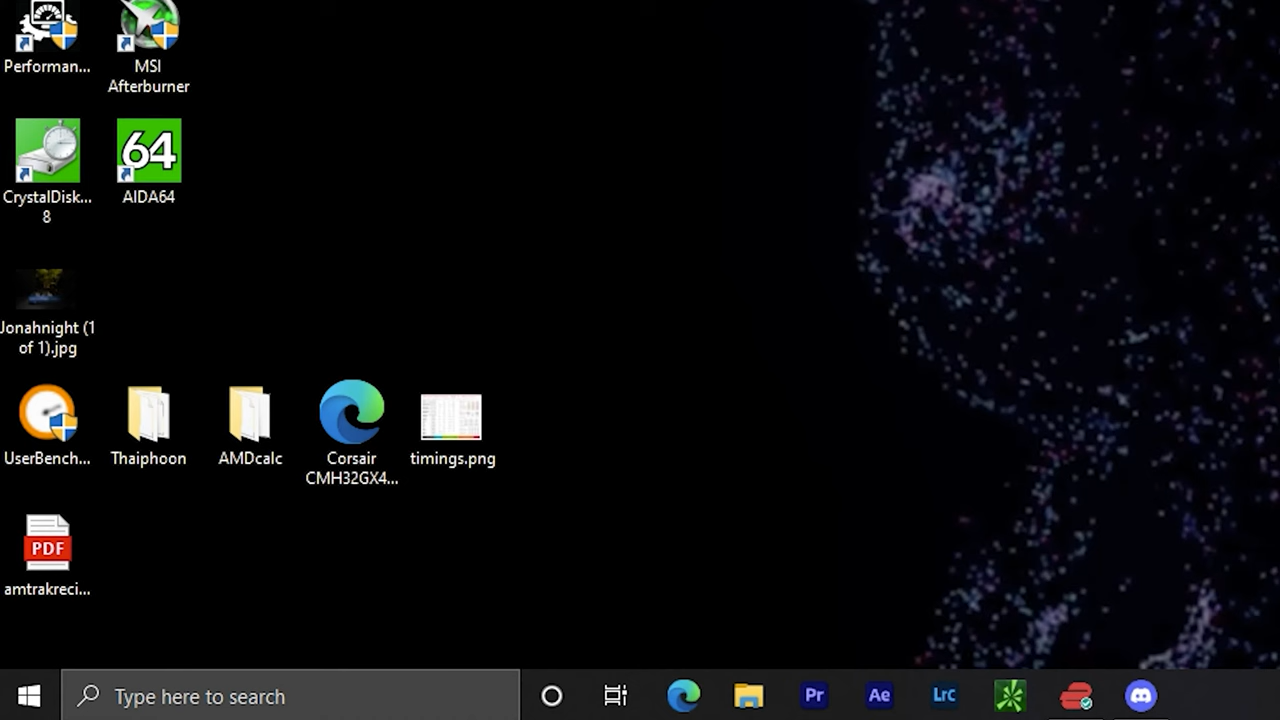 Performan...
MSI
Afterburner
CrystalDisk...
8
64
AIDA64
Jonahnight (1
of 1).jpg
UserBench...
Thaiphoon
AMDcalc
Corsair
CMH32GX4...
timings.png
PDF
amtrakreci...
Type here to search
Pr
Ae
Lrc